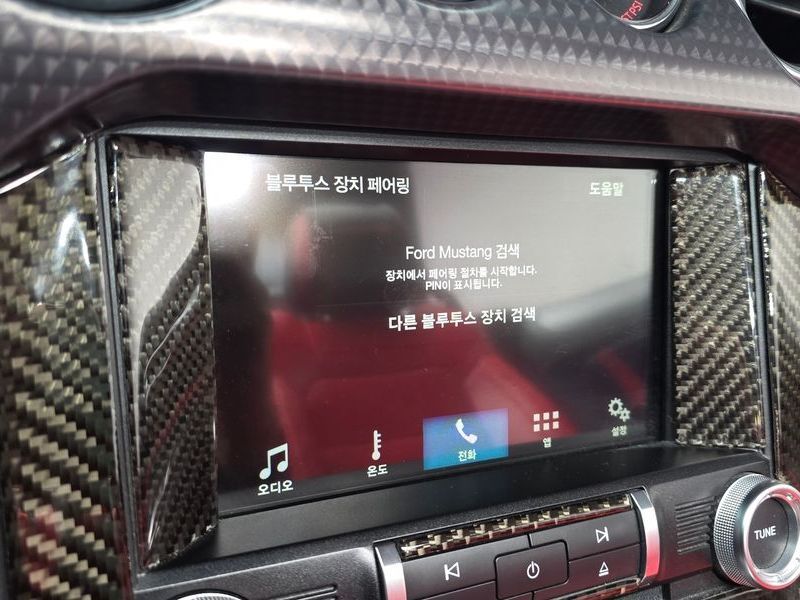 PSI
블루투스 장치 페어링
도움말
Ford Mustang 검색
장치에서 페어링 절차를 시작합니다.
PIN이 표시됩니다.
다른 블루투스 장치 검색
오디오
온도
전화
앱
설정
TUNE